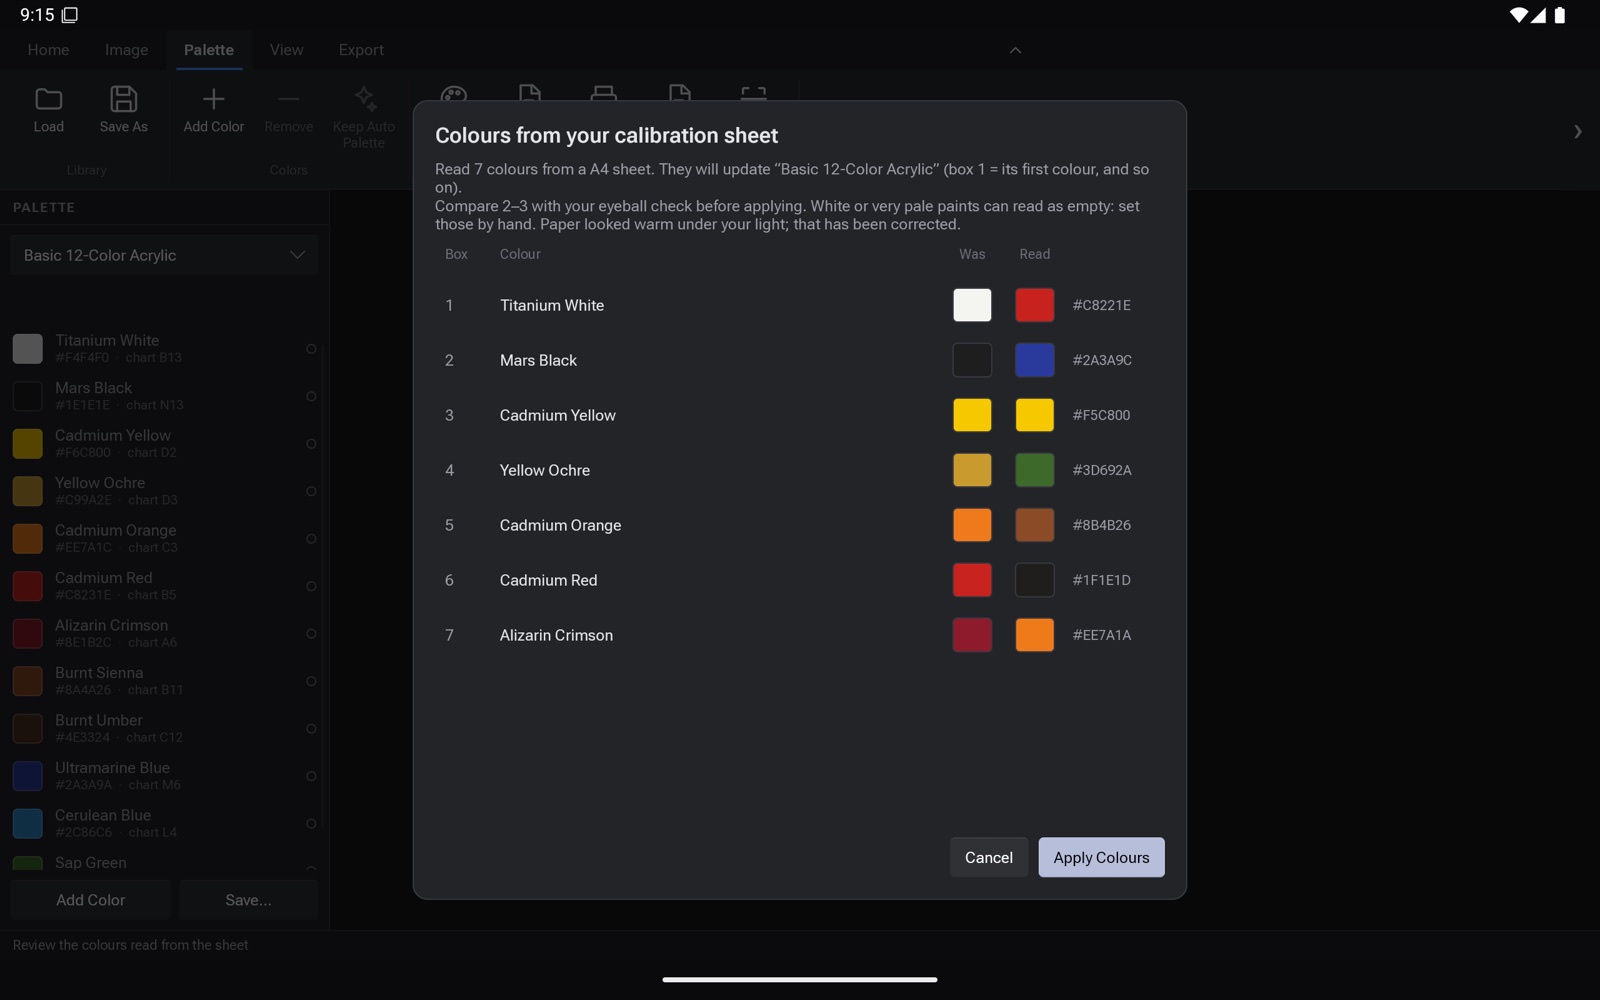 9:15
Home Image Palette View Export
Load Save As Add Color Remove Keep Auto
Palette
Library Colors
PALETTE
Basic 12-Color Acrylic
Titanium White
#F4F4F0 · chart B13
Mars Black
#1E1E1E · chart N13
Cadmium Yellow
#F6C800 · chart D2
Yellow Ochre
#C99A2E · chart D3
Cadmium Orange
#EE7A1C · chart C3
Cadmium Red
#C8231E · chart B5
Alizarin Crimson
#8E1B2C · chart A6
Burnt Sienna
#8A4A26 · chart B11
Burnt Umber
#4E3324 · chart C12
Ultramarine Blue
#2A3A9A · chart M6
Cerulean Blue
#2C86C6 · chart L4
Sap Green
Add Color Save...
Review the colours read from the sheet
Colours from your calibration sheet
Read 7 colours from a A4 sheet. They will update “Basic 12-Color Acrylic” (box 1 = its first colour, and so
on).
Compare 2–3 with your eyeball check before applying. White or very pale paints can read as empty: set
those by hand. Paper looked warm under your light; that has been corrected.
Box Colour Was Read
1 Titanium White #C8221E
2 Mars Black #2A3A9C
3 Cadmium Yellow #F5C800
4 Yellow Ochre #3D692A
5 Cadmium Orange #8B4B26
6 Cadmium Red #1F1E1D
7 Alizarin Crimson #EE7A1A
Cancel Apply Colours